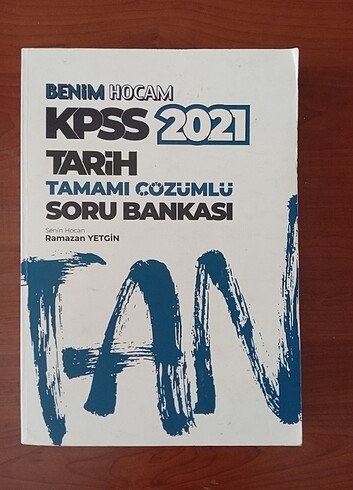 BENİM HOCAM
KPSS 2021
TARİH
TAMAMI ÇÖZÜMLÜ
SORU BANKASI
Senin Hocan
Ramazan YETGİN
TAN